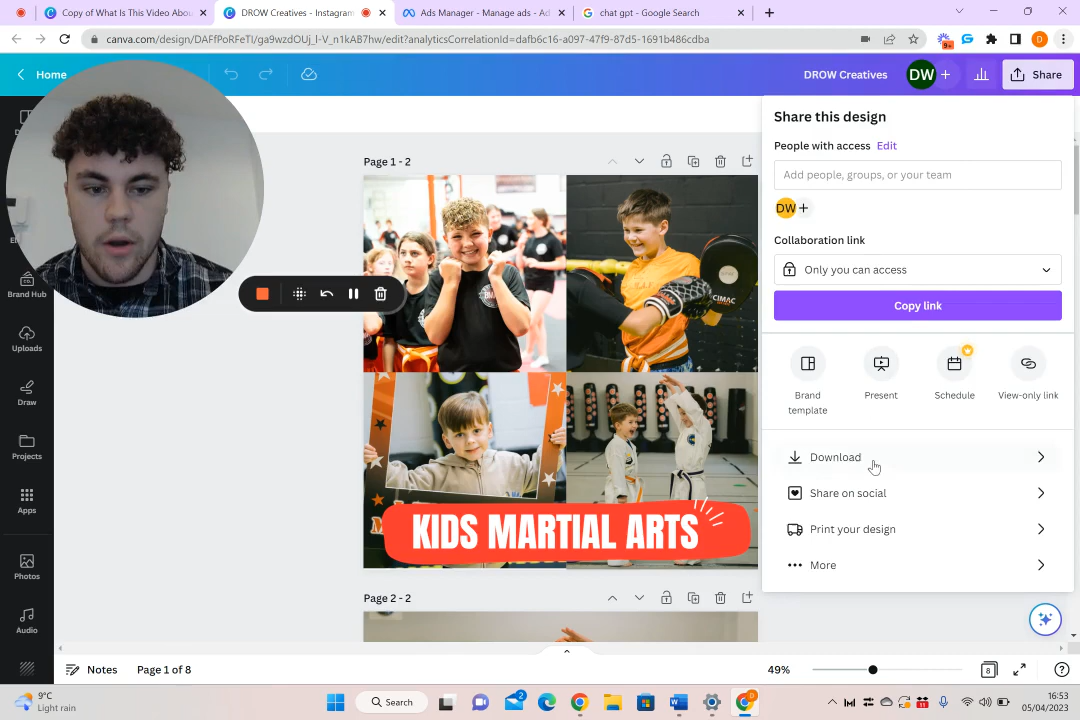 Copy of What Is This Video Abou
DROW Creatives - Instagram
Ads Manager - Manage ads - Ad
chat gpt - Google Search
canva.com/design/DAFfPoRFeTI/ga9wzdOUj_l-V_n1kAB7hw/edit?analyticsCorrelationId=dafb6c16-a097-47f9-87d5-1691b486cdba
9+
D
Home
DROW Creatives
DW
Share
Share this design
People with access Edit
Add people, groups, or your team
DW
Collaboration link
Only you can access
Copy link
Brand template
Present
Schedule
View-only link
Download
Share on social
Print your design
More
Brand Hub
Uploads
Draw
Projects
Apps
Photos
Audio
Page 1 - 2
CIMAC
KIDS MARTIAL ARTS
Page 2 - 2
Notes
Page 1 of 8
49%
8
9°C
Light rain
Search
2
16:53
05/04/2023